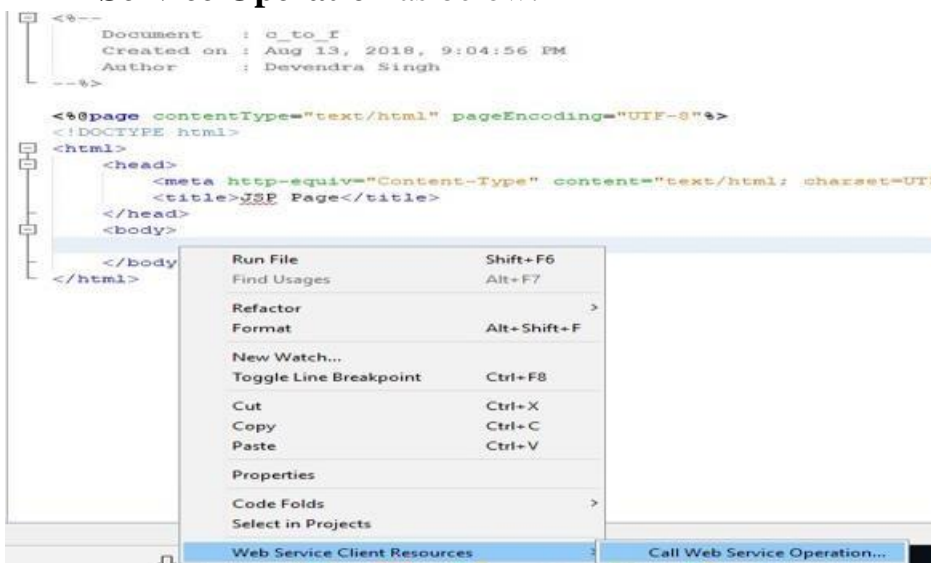 Service Operation as below.
<%--
Document : c_to_f
Created on : Aug 13, 2018, 9:04:56 PM
Author : Devendra Singh
--%>
<%@page contentType="text/html" pageEncoding="UTF-8"%>
<!DOCTYPE html>
<html>
<head>
<meta http-equiv="Content-Type" content="text/html; charset=UTF
<title>JSP Page</title>
</head>
<body>
</body
</html>
Run File Shift+F6
Find Usages Alt+F7
Refactor >
Format Alt+Shift+F
New Watch...
Toggle Line Breakpoint Ctrl+F8
Cut Ctrl+X
Copy Ctrl+C
Paste Ctrl+V
Properties
Code Folds >
Select in Projects
Web Service Client Resources > Call Web Service Operation...